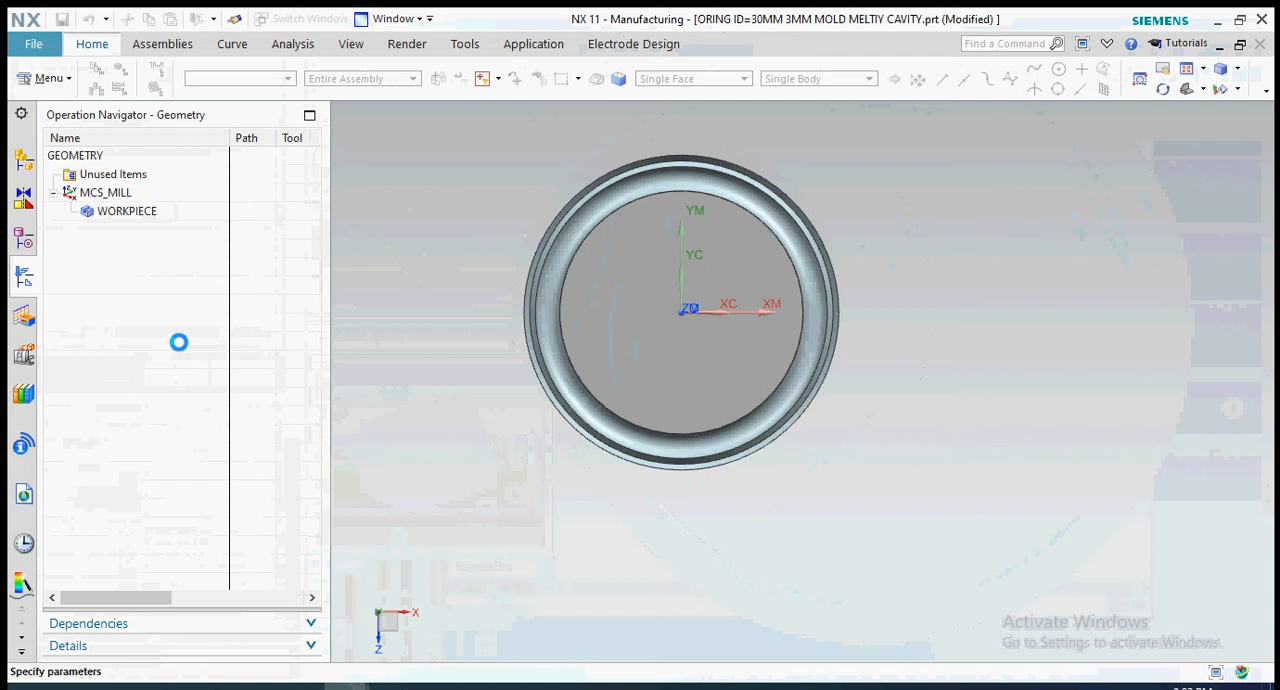 NX
Switch Window
Window
NX 11 - Manufacturing - [ORING ID=30MM 3MM MOLD MELTIY CAVITY.prt (Modified) ]
SIEMENS
File
Home
Assemblies
Curve
Analysis
View
Render
Tools
Application
Electrode Design
Find a Command
Tutorials
Menu
Entire Assembly
Single Face
Single Body
Operation Navigator - Geometry
Name
Path
Tool
GEOMETRY
Unused Items
MCS_MILL
WORKPIECE
YM
YC
XC
XM
X
Z
Dependencies
Details
Activate Windows
Go to Settings to activate Windows.
Specify parameters